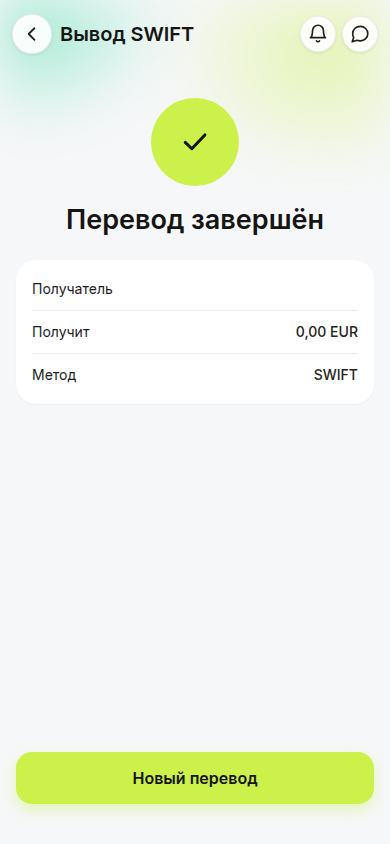 Вывод SWIFT
Перевод завершён
Получатель
Получит 0,00 EUR
Метод SWIFT
Новый перевод